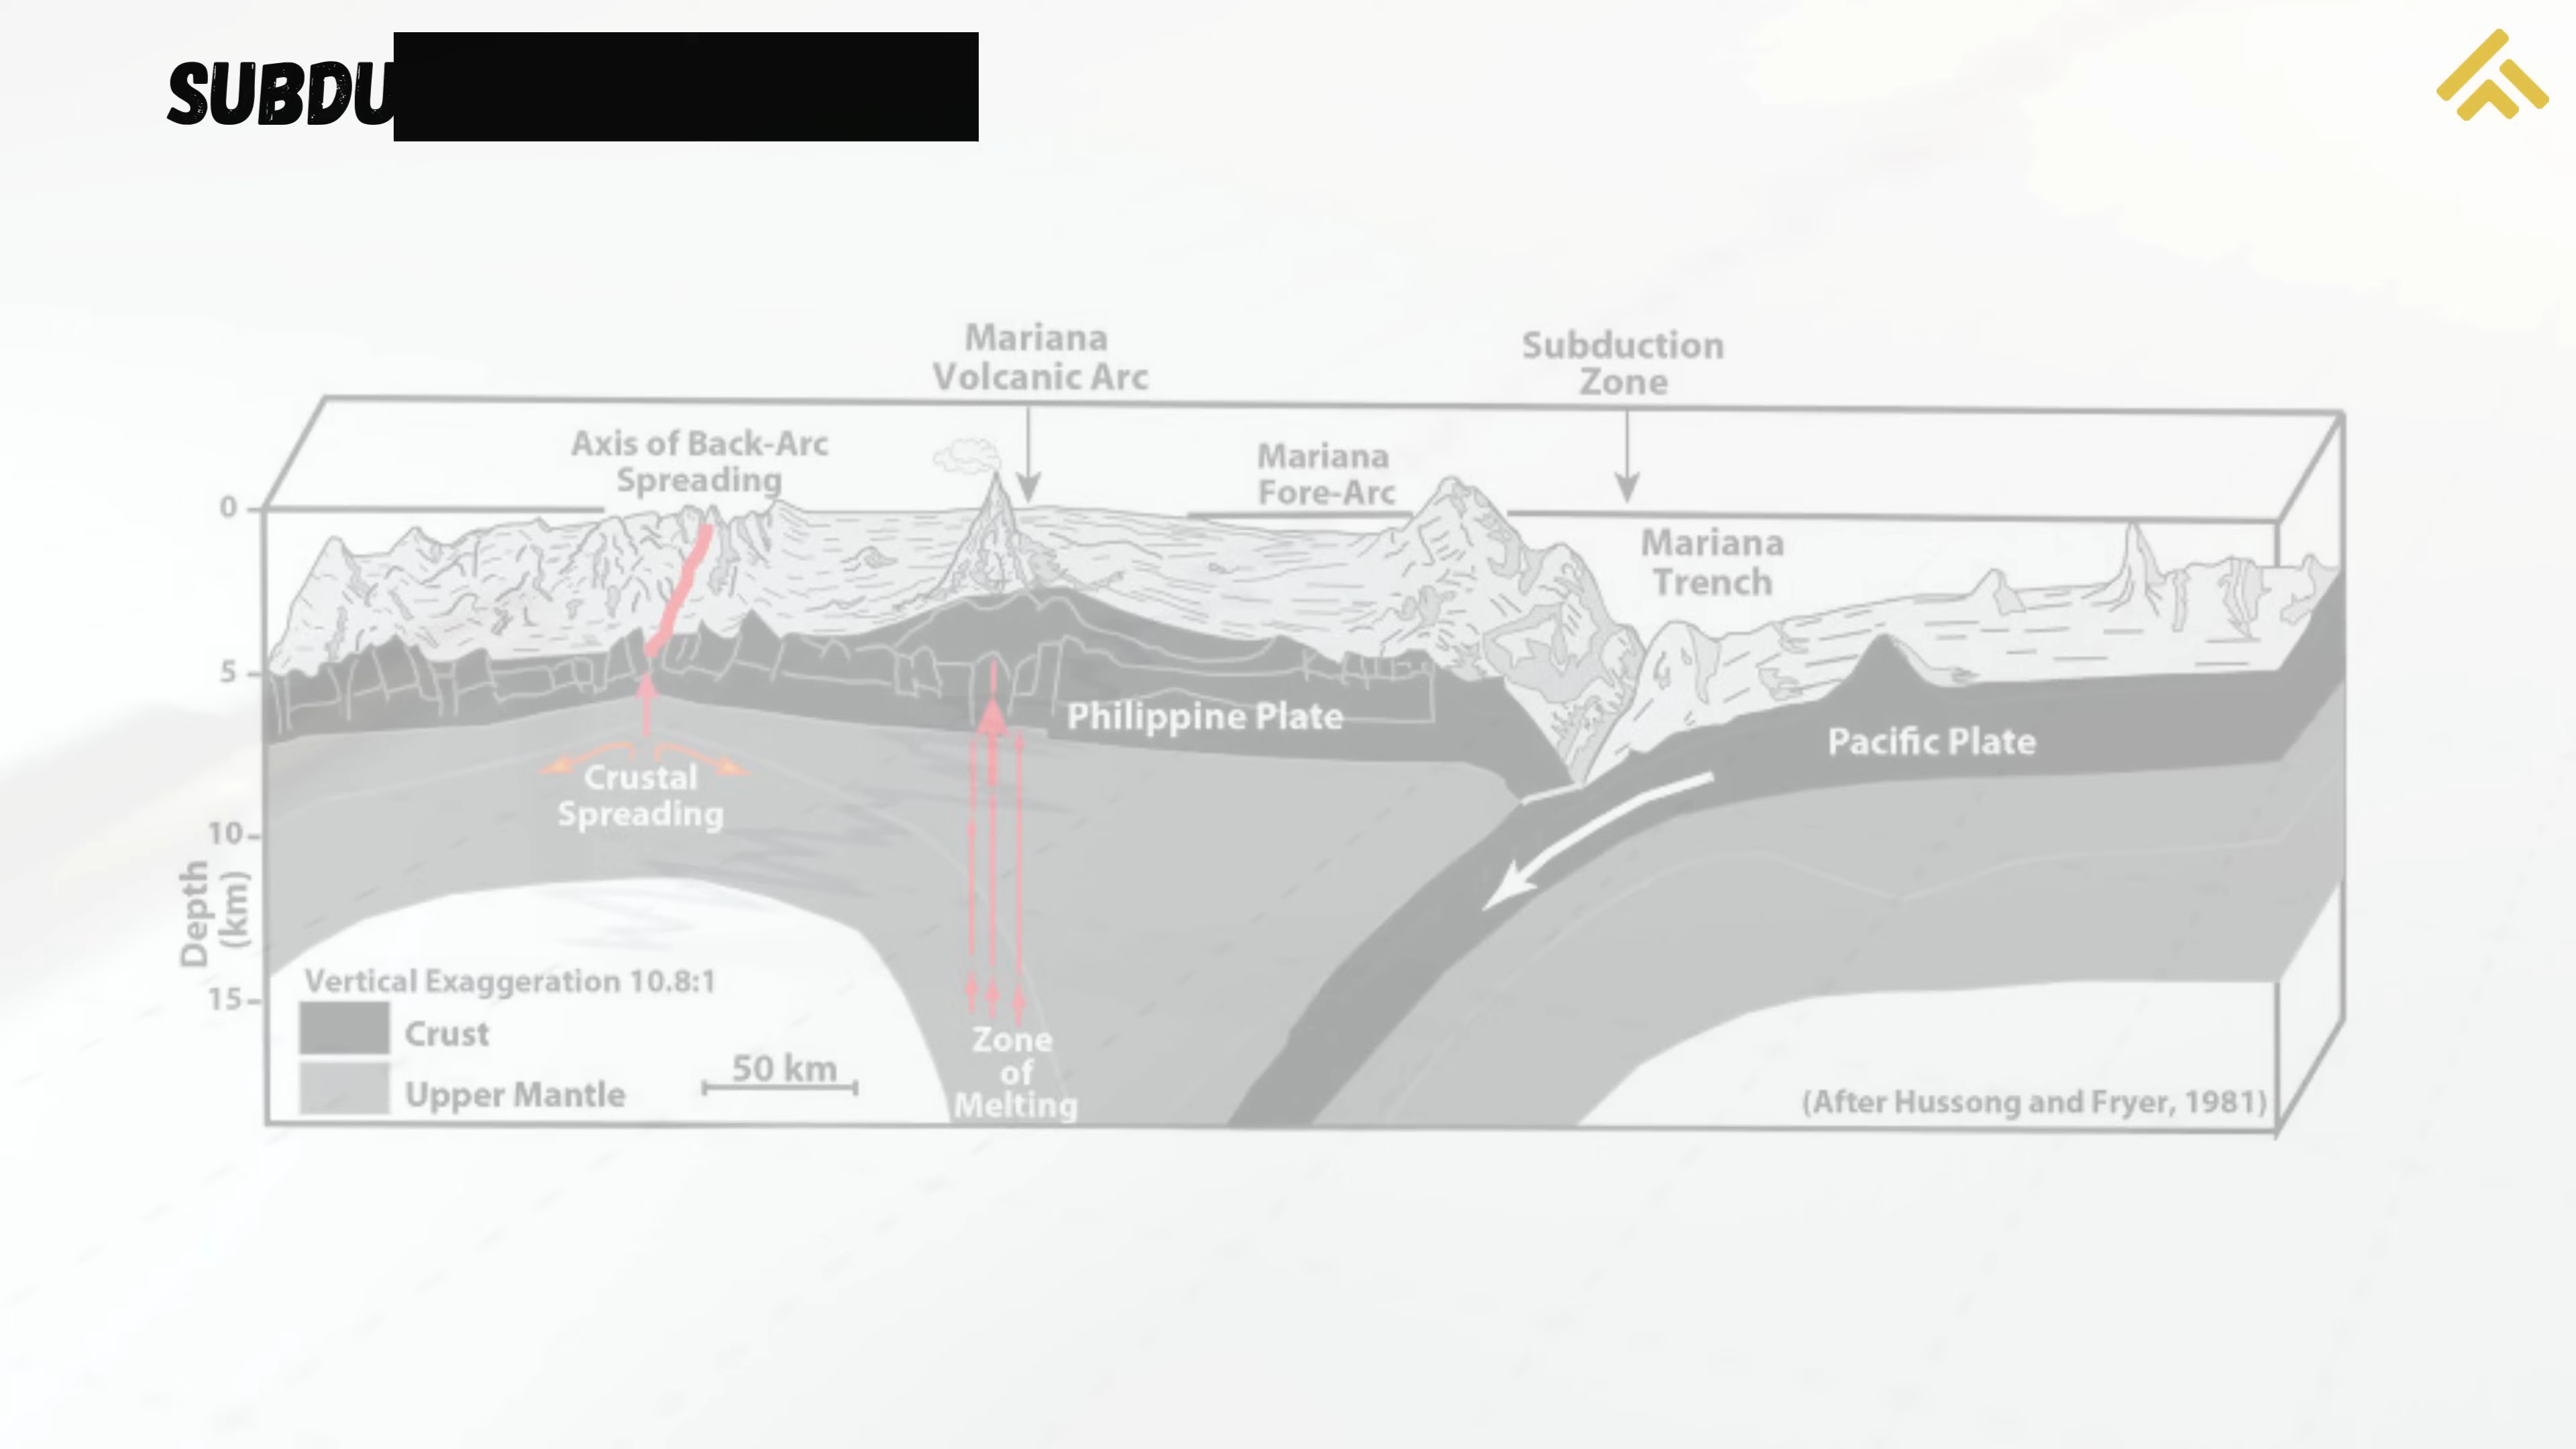 SUBDU
Mariana
Volcanic Arc
Subduction
Zone
Axis of Back-Arc
Spreading
Mariana
Fore-Arc
Mariana
Trench
0
5
10
15
Depth
(km)
Philippine Plate
Pacific Plate
Crustal
Spreading
Vertical Exaggeration 10.8:1
Crust
Upper Mantle
50 km
Zone
of
Melting
(After Hussong and Fryer, 1981)